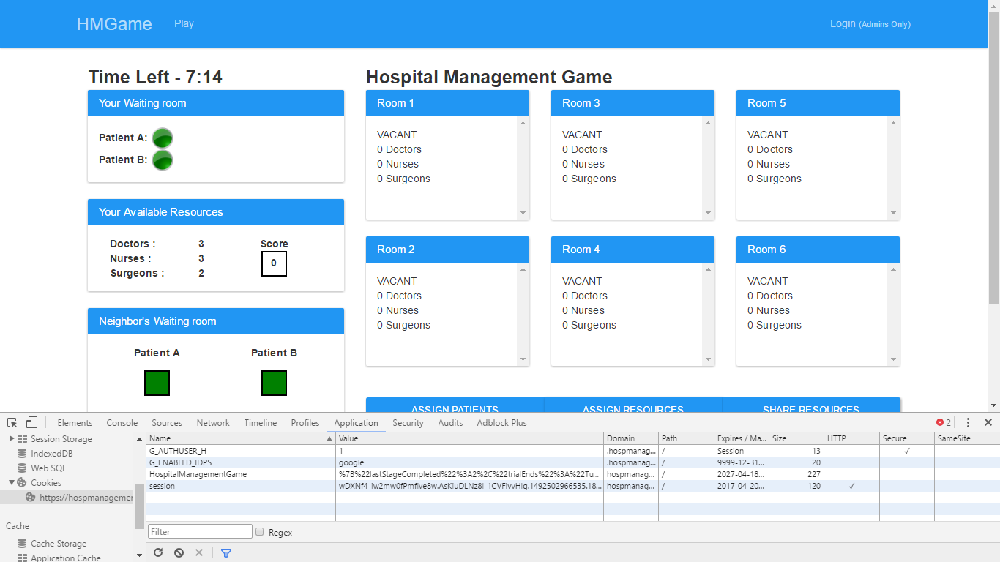 HMGame Play Login (Admins Only)
Time Left - 7:14 Hospital Management Game
Your Waiting room
Patient A:
Patient B:
Your Available Resources
Doctors : 3 Score
Nurses : 3 0
Surgeons : 2
Neighbor's Waiting room
Patient A Patient B
Room 1
VACANT
0 Doctors
0 Nurses
0 Surgeons
Room 3
VACANT
0 Doctors
0 Nurses
0 Surgeons
Room 5
VACANT
0 Doctors
0 Nurses
0 Surgeons
Room 2
VACANT
0 Doctors
0 Nurses
0 Surgeons
Room 4
VACANT
0 Doctors
0 Nurses
0 Surgeons
Room 6
VACANT
0 Doctors
0 Nurses
0 Surgeons
ASSIGN PATIENTS ASSIGN RESOURCES SHARE RESOURCES
Elements Console Sources Network Timeline Profiles Application Security Audits Adblock Plus 2
Session Storage
IndexedDB
Web SQL
Cookies
https://hospmanagemer
Cache
Cache Storage
Application Cache
Name Value Domain Path Expires / Ma... Size HTTP Secure SameSite
G_AUTHUSER_H 1 .hospmanag... / Session 13 ✓
G_ENABLED_IDPS google .hospmanag... / 9999-12-31... 20
HospitalManagementGame %7B%22lastStageCompleted%22%3A2%2C%22trialEnds%22%3A%22Tu... hospmanag... / 2027-04-18... 227
session wDXNf4_iw2mw0fPmfive8w.AsKiuDLNz8l_1CVFivvHlg.1492502966535.18... hospmanag... / 2017-04-20... 120 ✓
Filter Regex